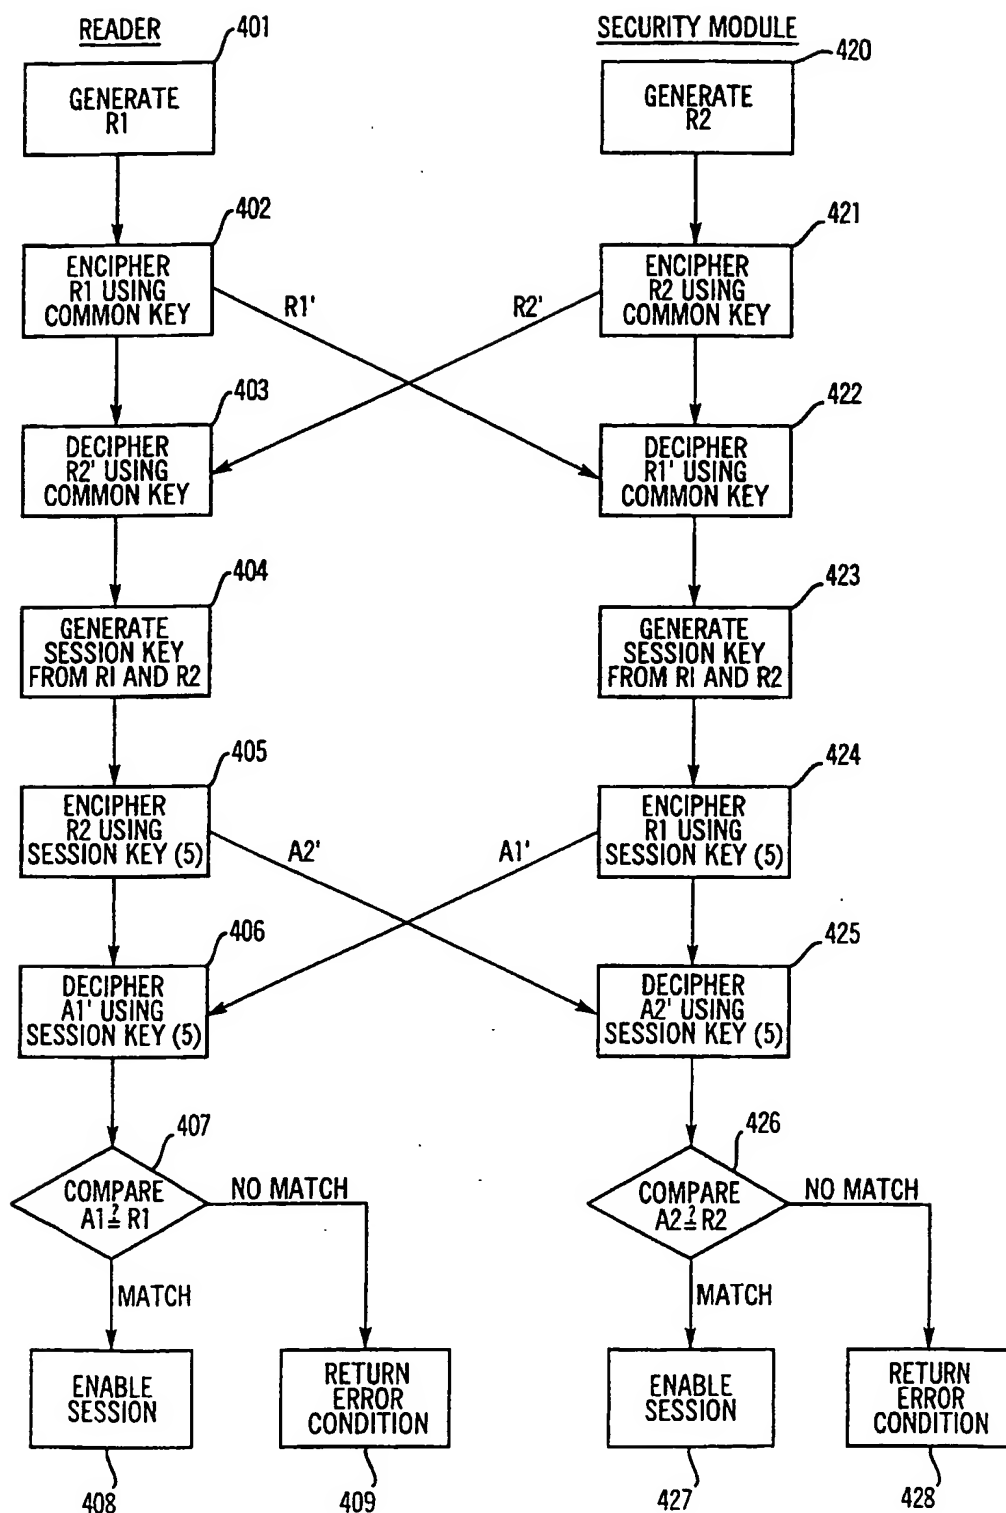 READER
401
SECURITY MODULE
420
GENERATE
R1
GENERATE
R2
402
421
ENCIPHER
R1 USING
COMMON KEY
R1'
R2'
ENCIPHER
R2 USING
COMMON KEY
403
422
DECIPHER
R2' USING
COMMON KEY
DECIPHER
R1' USING
COMMON KEY
404
423
GENERATE
SESSION KEY
FROM R1 AND R2
GENERATE
SESSION KEY
FROM R1 AND R2
405
424
ENCIPHER
R2 USING
SESSION KEY (5)
A2'
A1'
ENCIPHER
R1 USING
SESSION KEY (5)
406
425
DECIPHER
A1' USING
SESSION KEY (5)
DECIPHER
A2' USING
SESSION KEY (5)
407
426
COMPARE
A1 ≟ R1
NO MATCH
COMPARE
A2 ≟ R2
NO MATCH
MATCH
MATCH
ENABLE
SESSION
RETURN
ERROR
CONDITION
ENABLE
SESSION
RETURN
ERROR
CONDITION
408
409
427
428